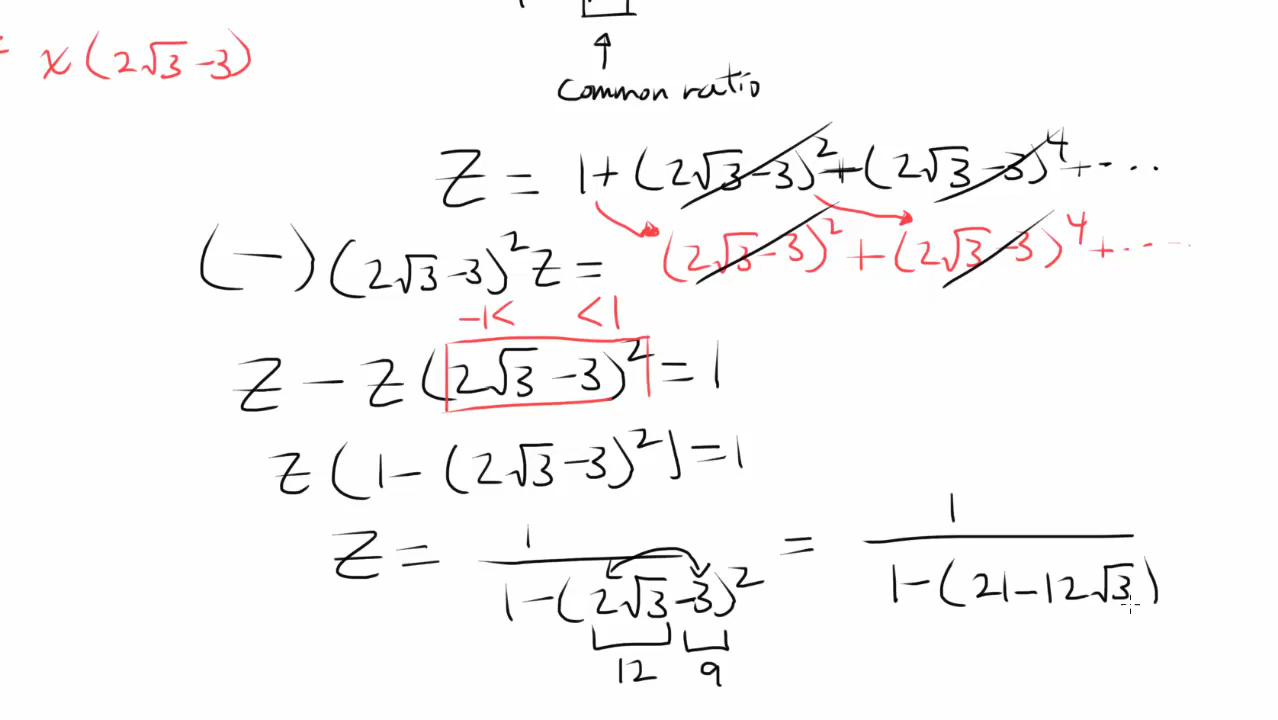 = x(2√3-3)
common ratio
Z = 1+(2√3-3)²+(2√3-3)⁴+....
(-)(2√3-3)²Z = (2√3-3)²+(2√3-3)⁴+....
-1< <1
Z - Z(2√3-3)² = 1
Z(1-(2√3-3)²) = 1
Z = 1/(1-(2√3-3)²) = 1/(1-(21-12√3))
12 9